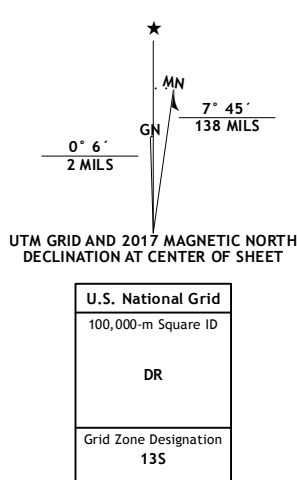 MN
7° 45´
138 MILS
GN
0° 6´
2 MILS
UTM GRID AND 2017 MAGNETIC NORTH
DECLINATION AT CENTER OF SHEET
U.S. National Grid
100,000-m Square ID
DR
Grid Zone Designation
13S